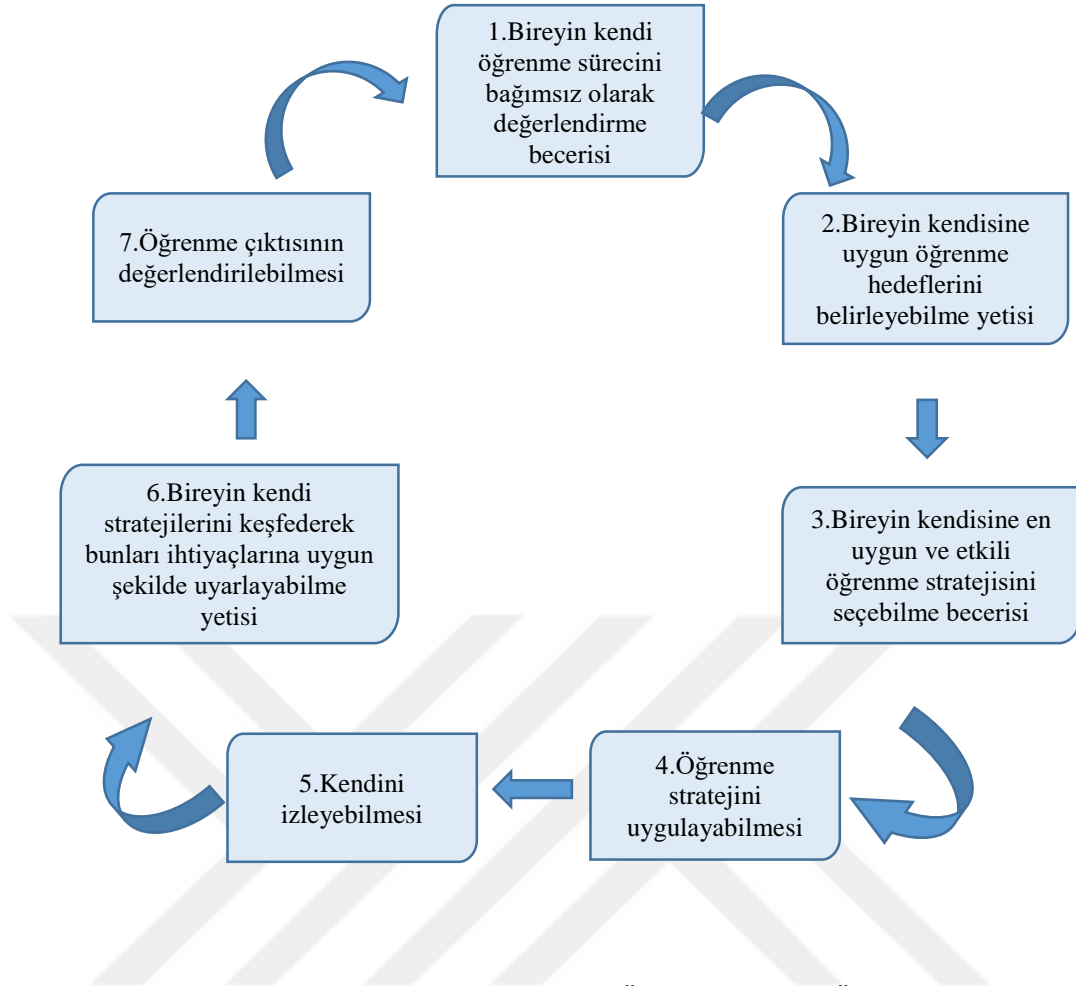 1.Bireyin kendi
öğrenme sürecini
bağımsız olarak
değerlendirme
becerisi
2.Bireyin kendisine
uygun öğrenme
hedeflerini
belirleyebilme yetisi
3.Bireyin kendisine en
uygun ve etkili
öğrenme stratejisini
seçebilme becerisi
4.Öğrenme
stratejini
uygulayabilmesi
5.Kendini
izleyebilmesi
6.Bireyin kendi
stratejilerini keşfederek
bunları ihtiyaçlarına uygun
şekilde uyarlayabilme
yetisi
7.Öğrenme çıktısının
değerlendirilebilmesi